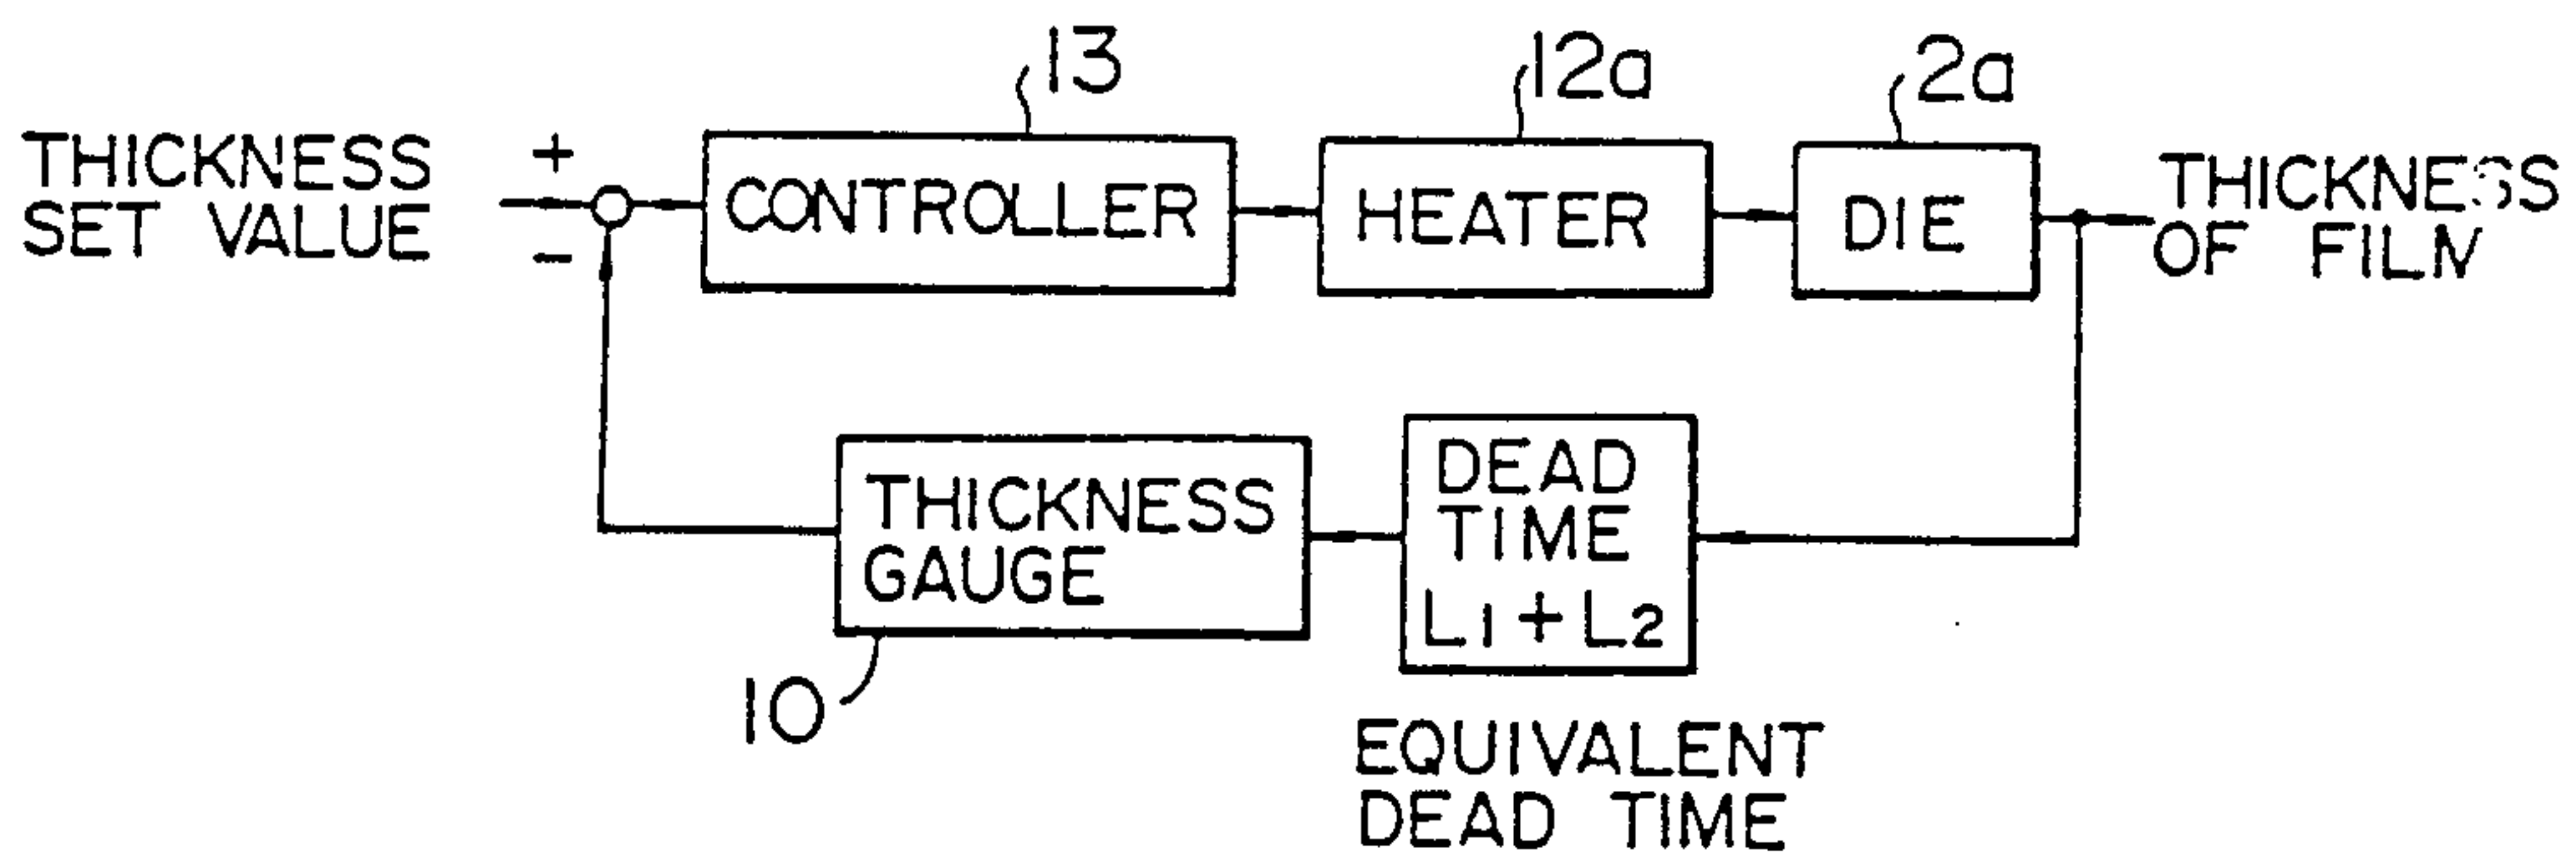 13
12a
2a
THICKNESS
SET VALUE
+
-
CONTROLLER
HEATER
DIE
THICKNESS
OF FILM
THICKNESS
GAUGE
DEAD
TIME
L1 + L2
10
EQUIVALENT
DEAD TIME